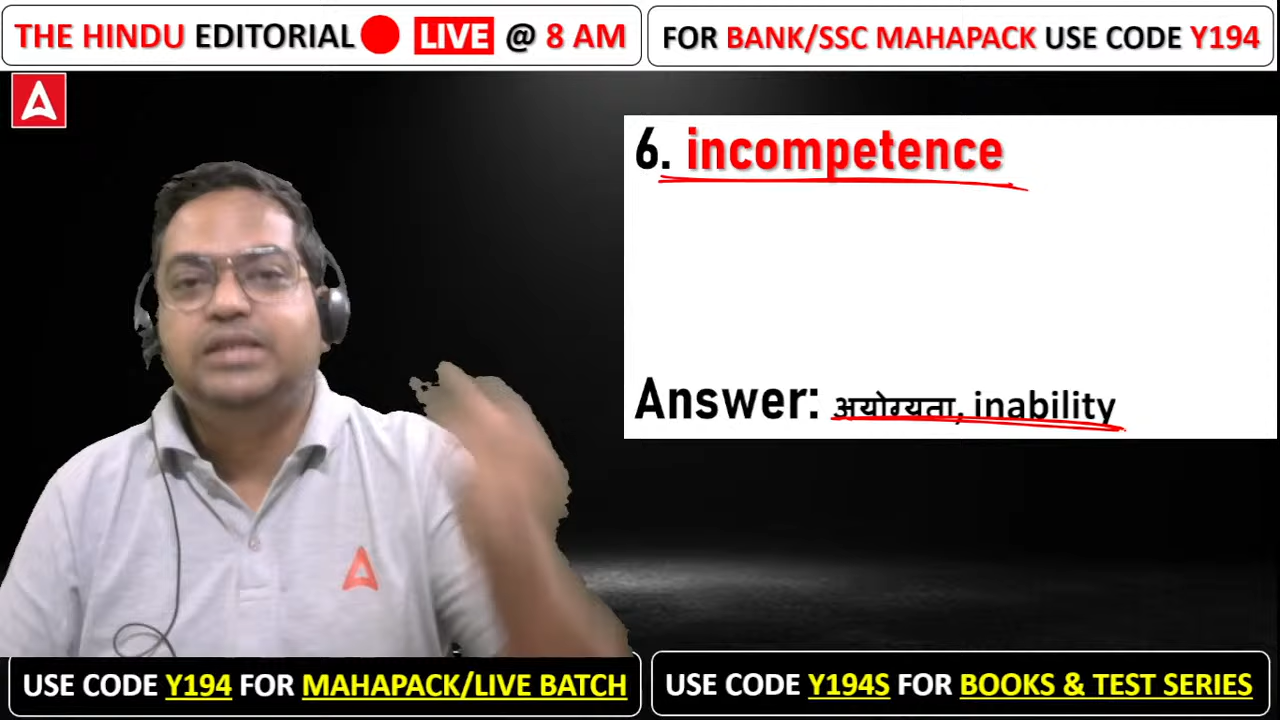 THE HINDU EDITORIAL LIVE @ 8 AM
FOR BANK/SSC MAHAPACK USE CODE Y194
6. incompetence
Answer: अयोग्यता, inability
USE CODE Y194 FOR MAHAPACK/LIVE BATCH
USE CODE Y194S FOR BOOKS & TEST SERIES